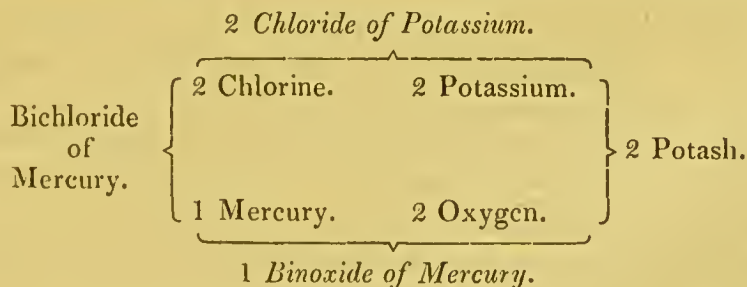 2 Chloride of Potassium.
2 Chlorine. 2 Potassium.
Bichloride
of
Mercury.
2 Potash.
1 Mercury. 2 Oxygen.
1 Binoxide of Mercury.